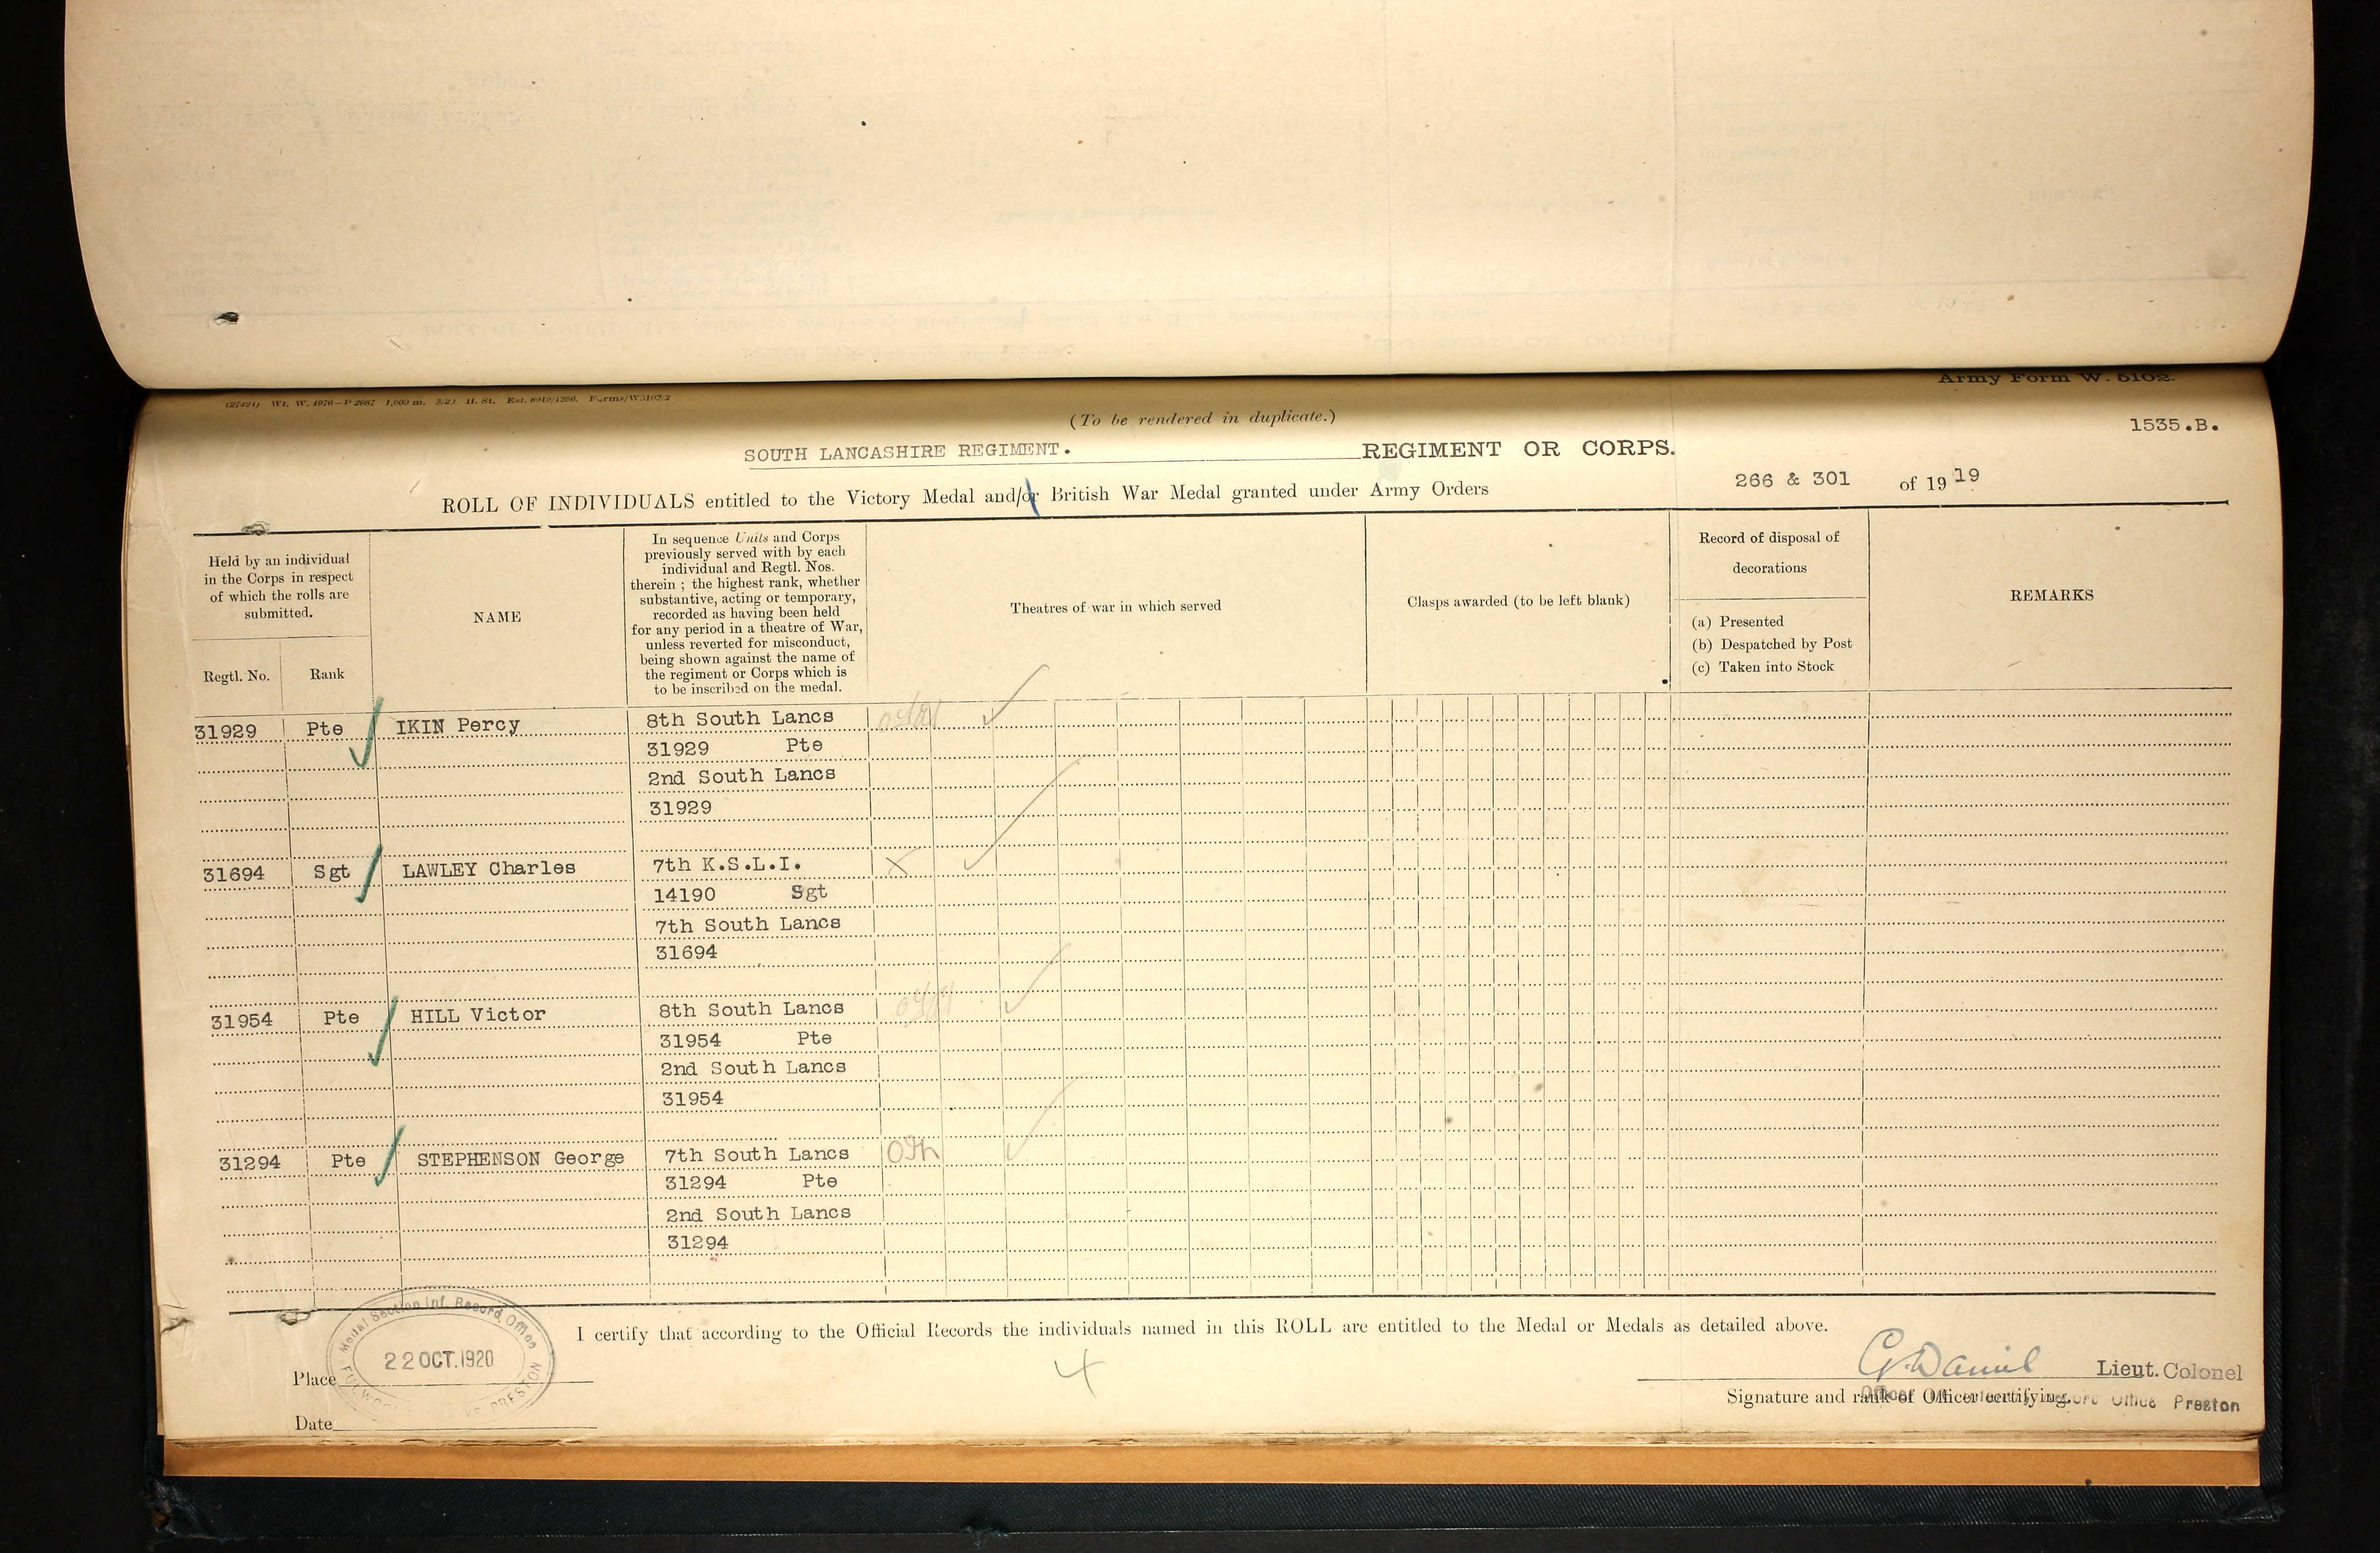 Army Form W. 5102.
(To be rendered in duplicate.)
1535.B.
SOUTH LANCASHIRE REGIMENT. REGIMENT OR CORPS.
ROLL OF INDIVIDUALS entitled to the Victory Medal and/or British War Medal granted under Army Orders 266 & 301 of 1919
Held by an individual
in the Corps in respect
of which the rolls are
submitted.
Regtl. No.
Rank
NAME
In sequence Units and Corps
previously served with by each
individual and Regtl. Nos.
therein ; the highest rank, whether
substantive, acting or temporary,
recorded as having been held
for any period in a theatre of War,
unless reverted for misconduct,
being shown against the name of
the regiment or Corps which is
to be inscribed on the medal.
Theatres of war in which served
Clasps awarded (to be left blank)
Record of disposal of
decorations
(a) Presented
(b) Despatched by Post
(c) Taken into Stock
REMARKS
31929 Pte IKIN Percy 8th South Lancs
31929 Pte
2nd South Lancs
31929
31694 Sgt LAWLEY Charles 7th K.S.L.I. X
14190 Sgt
7th South Lancs
31694
31954 Pte HILL Victor 8th South Lancs
31954 Pte
2nd South Lancs
31954
31294 Pte STEPHENSON George 7th South Lancs
31294 Pte
2nd South Lancs
31294
I certify that according to the Official Records the individuals named in this ROLL are entitled to the Medal or Medals as detailed above.
Medal Section Inf. Record Office
22 OCT. 1920
PRESTON
Place
Date
4
G Daniel Lieut. Colonel
Signature and rank of Officer certifying.
Office Preston